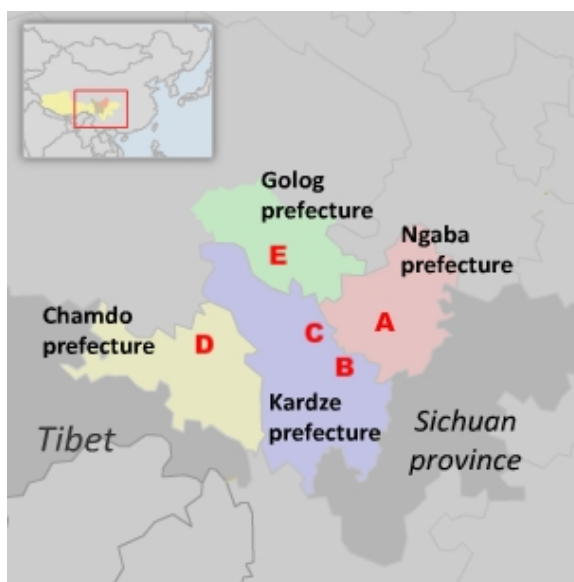 Golog
prefecture
Ngaba
prefecture
E
Chamdo
prefecture
A
C
D
B
Kardze
prefecture
Tibet
Sichuan
province